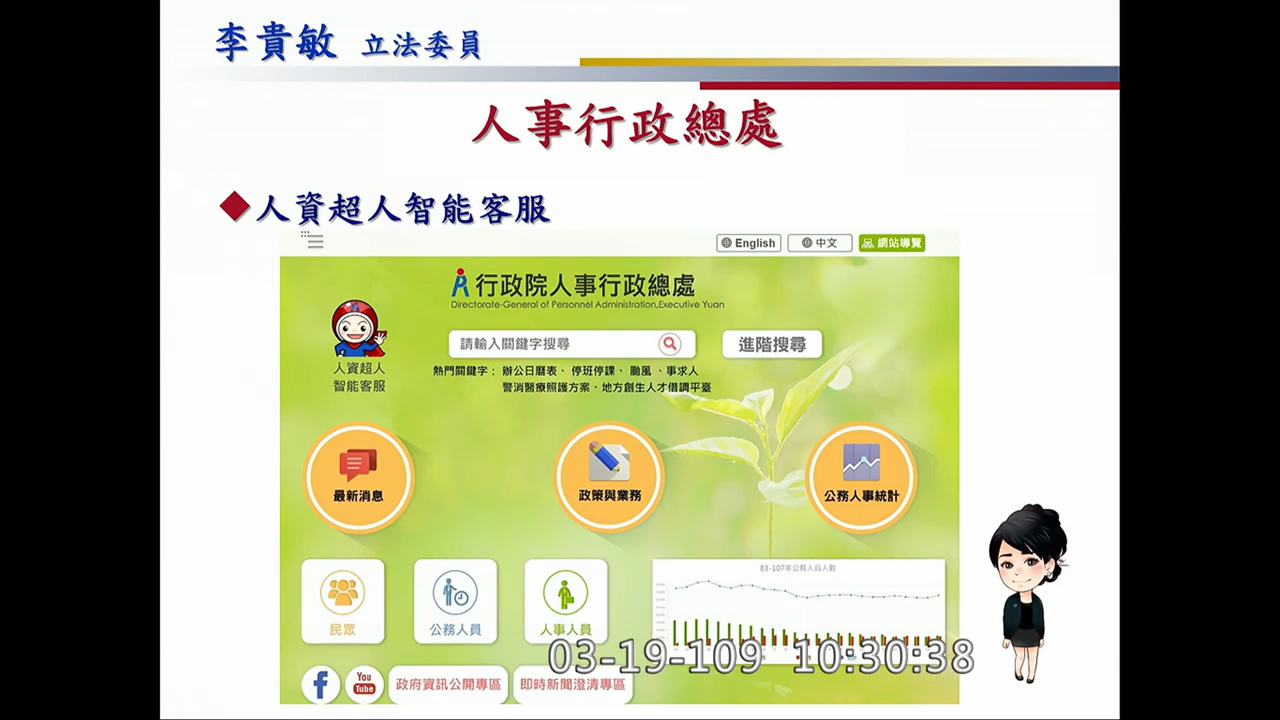 李貴敏 立法委員
人事行政總處
人資超人智能客服
English 中文 網站導覽
行政院人事行政總處
Directorate-General of Personnel Administration,Executive Yuan
請輸入關鍵字搜尋 進階搜尋
人資超人
智能客服
熱門關鍵字： 辦公日曆表、 停班停課、 颱風 、事求人
警消醫療照護方案、地方創生人才借調平臺
最新消息 政策與業務 公務人事統計
83-107年公務人員人數
民眾 公務人員 人事人員
03-19-109 10:30:38
f You Tube 政府資訊公開專區 即時新聞澄清專區